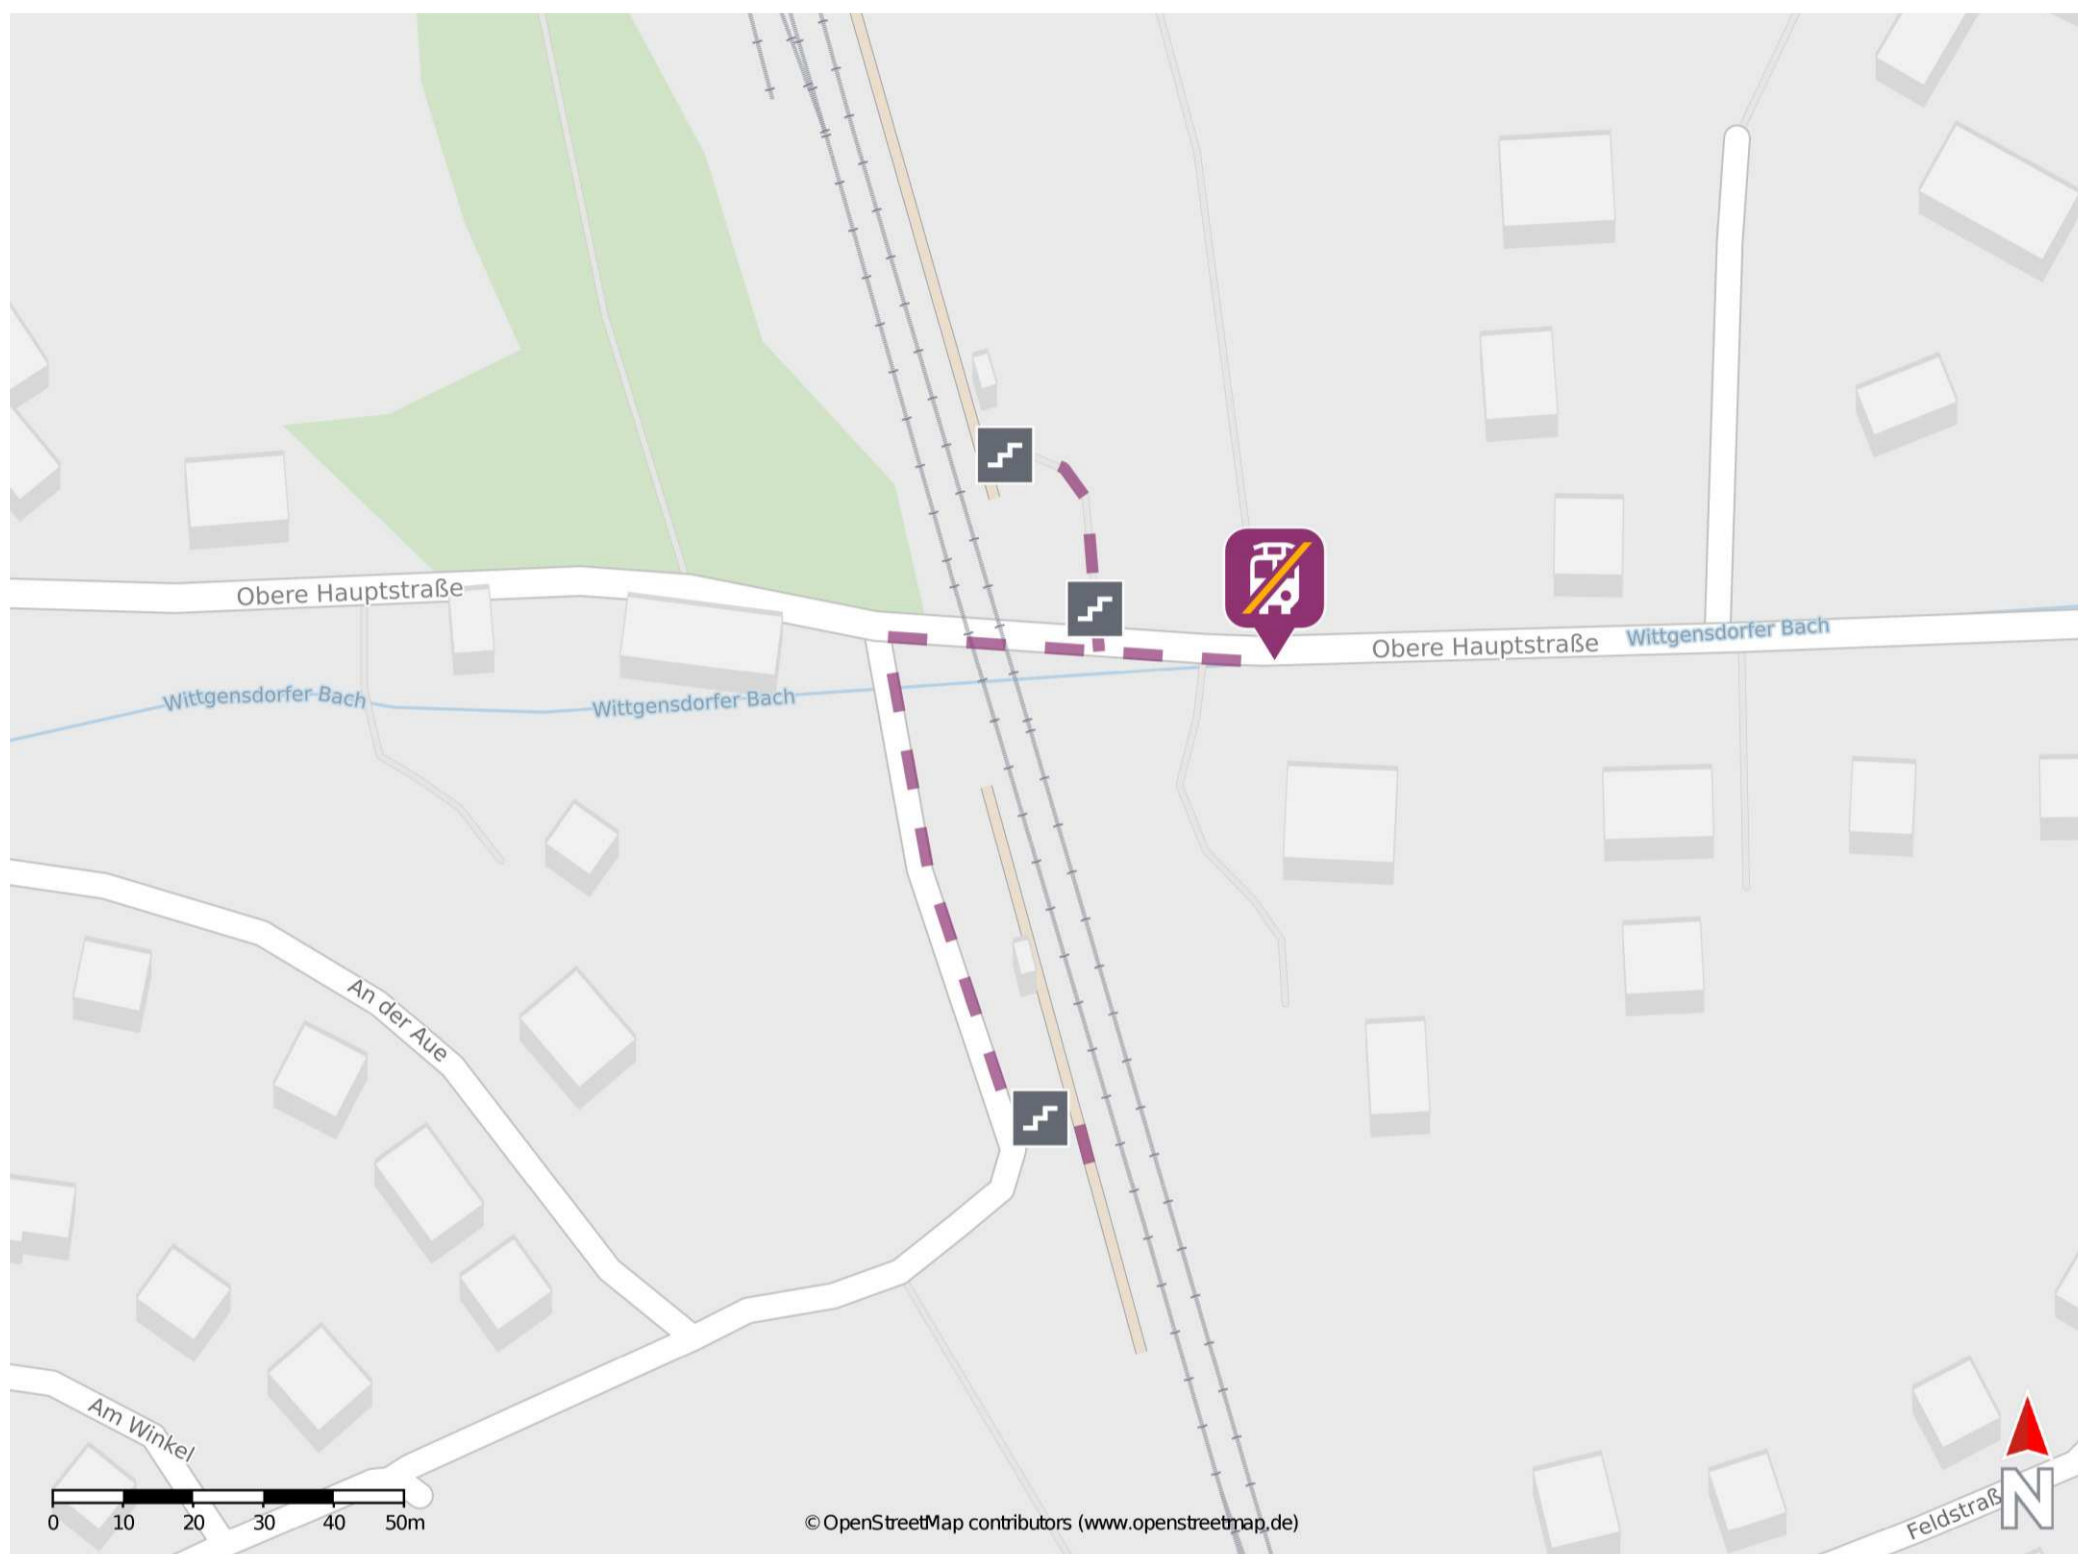 Obere Hauptstraße
Obere Hauptstraße
Wittgensdorfer Bach
Wittgensdorfer Bach
Wittgensdorfer Bach
An der Aue
Am Winkel
0 10 20 30 40 50m
© OpenStreetMap contributors (www.openstreetmap.de)
Feldstraß
N